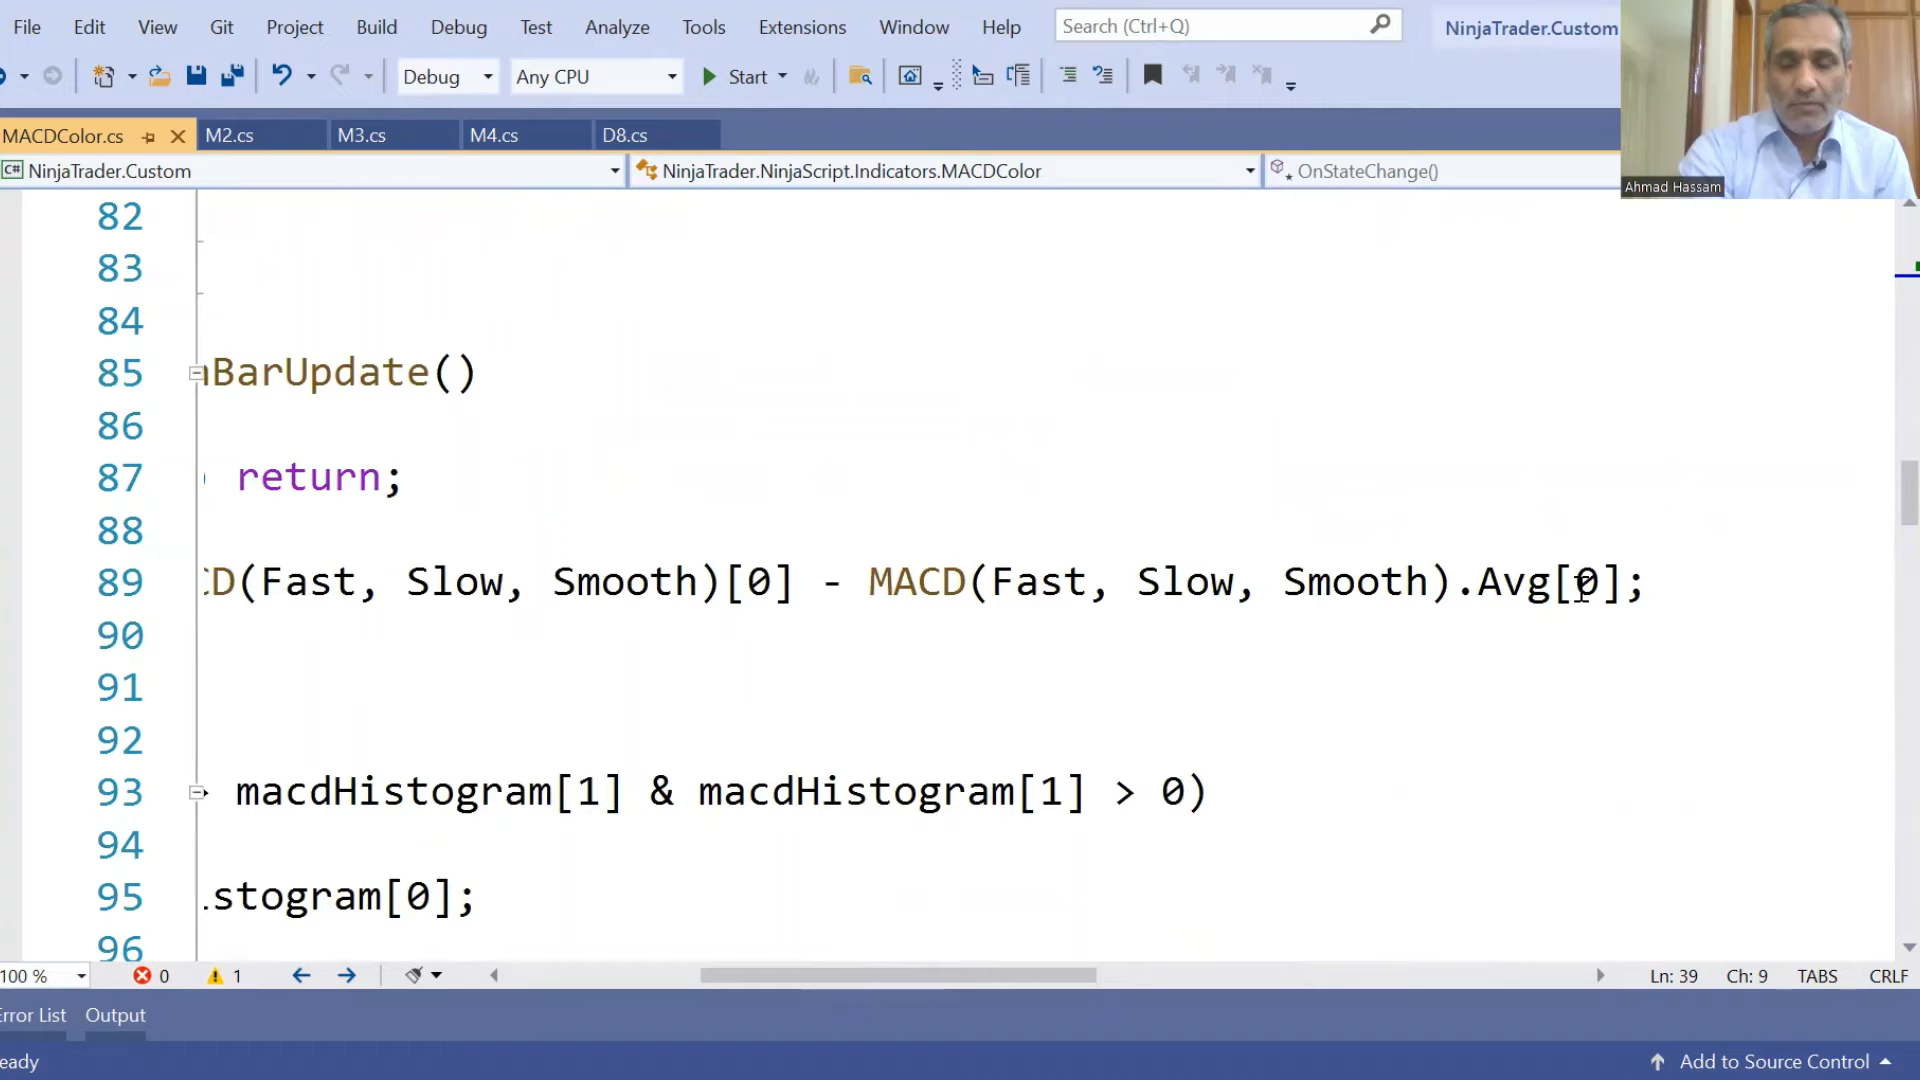 File Edit View Git Project Build Debug Test Analyze Tools Extensions Window Help Search (Ctrl+Q) NinjaTrader.Custom
Debug Any CPU Start
MACDColor.cs M2.cs M3.cs M4.cs D8.cs
C# NinjaTrader.Custom NinjaTrader.NinjaScript.Indicators.MACDColor OnStateChange()
Ahmad Hassam
82
83
84
85 nBarUpdate()
86
87 ) return;
88
89 CD(Fast, Slow, Smooth)[0] - MACD(Fast, Slow, Smooth).Avg[0];
90
91
92
93 > macdHistogram[1] & macdHistogram[1] > 0)
94
95 istogram[0];
96
100 % 0 1 Ln: 39 Ch: 9 TABS CRLF
Error List Output
eady Add to Source Control